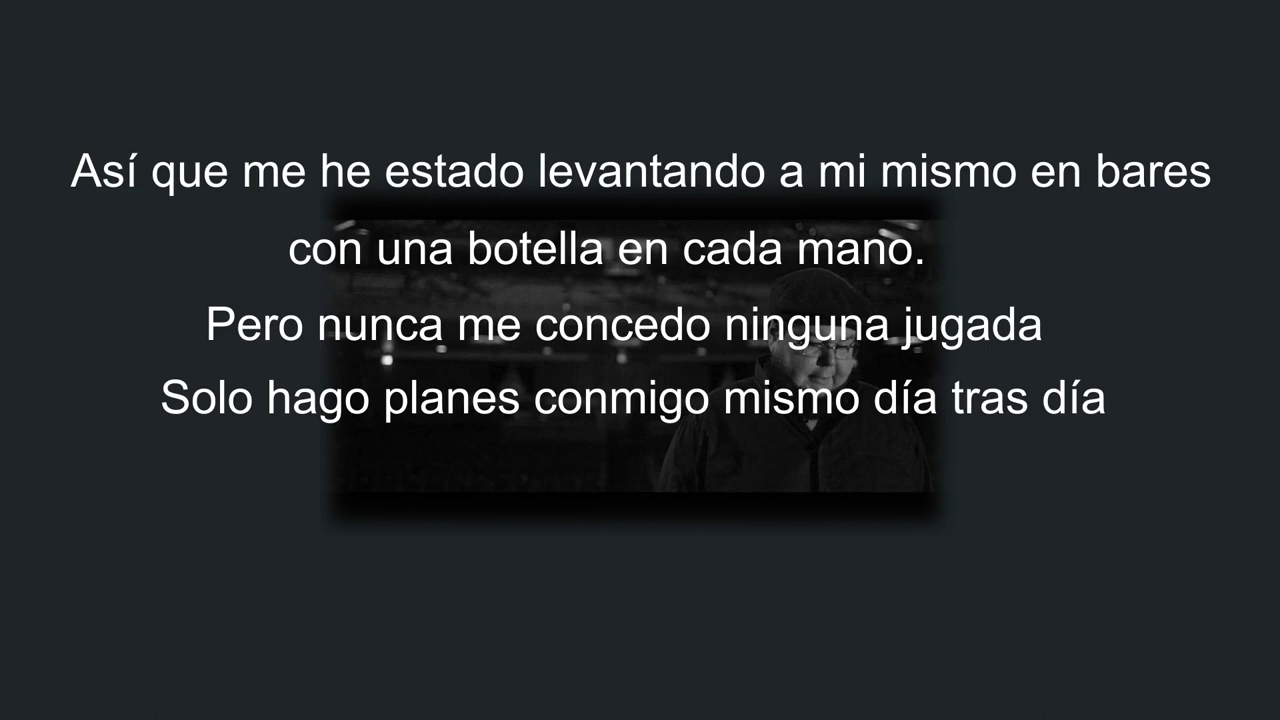 Así que me he estado levantando a mi mismo en bares
con una botella en cada mano.
Pero nunca me concedo ninguna jugada
Solo hago planes conmigo mismo día tras día